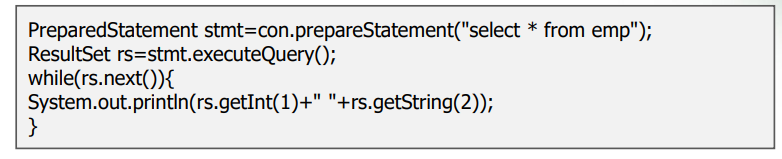 PreparedStatement stmt=con.prepareStatement("select * from emp");
ResultSet rs=stmt.executeQuery();
while(rs.next()){
System.out.println(rs.getInt(1)+" "+rs.getString(2));
}